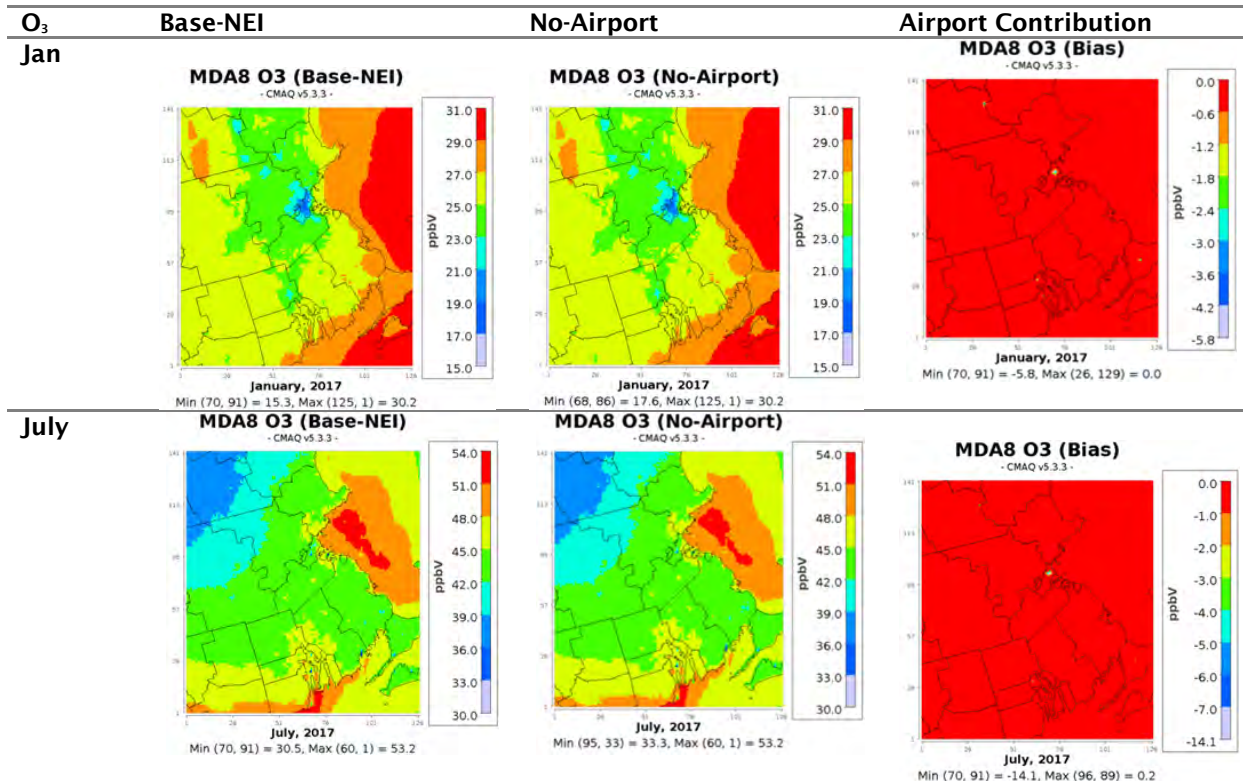 O₃ Base-NEI No-Airport Airport Contribution
Jan
MDA8 O3 (Base-NEI)
- CMAQ v5.3.3 -
31.0
29.0
27.0
25.0
23.0
21.0
19.0
17.0
15.0
ppbV
January, 2017
Min (70, 91) = 15.3, Max (125, 1) = 30.2
MDA8 O3 (No-Airport)
- CMAQ v5.3.3 -
31.0
29.0
27.0
25.0
23.0
21.0
19.0
17.0
15.0
ppbV
January, 2017
Min (68, 86) = 17.6, Max (125, 1) = 30.2
MDA8 O3 (Bias)
- CMAQ v5.3.3 -
0.0
-0.6
-1.2
-1.8
-2.4
-3.0
-3.6
-4.2
-5.8
ppbV
January, 2017
Min (70, 91) = -5.8, Max (26, 129) = 0.0
July
MDA8 O3 (Base-NEI)
- CMAQ v5.3.3 -
54.0
51.0
48.0
45.0
42.0
39.0
36.0
33.0
30.0
ppbV
July, 2017
Min (70, 91) = 30.5, Max (60, 1) = 53.2
MDA8 O3 (No-Airport)
- CMAQ v5.3.3 -
54.0
51.0
48.0
45.0
42.0
39.0
36.0
33.0
30.0
ppbV
July, 2017
Min (95, 33) = 33.3, Max (60, 1) = 53.2
MDA8 O3 (Bias)
- CMAQ v5.3.3 -
0.0
-1.0
-2.0
-3.0
-4.0
-5.0
-6.0
-7.0
-14.1
ppbV
January, 2017
Min (70, 91) = -14.1, Max (96, 89) = 0.2